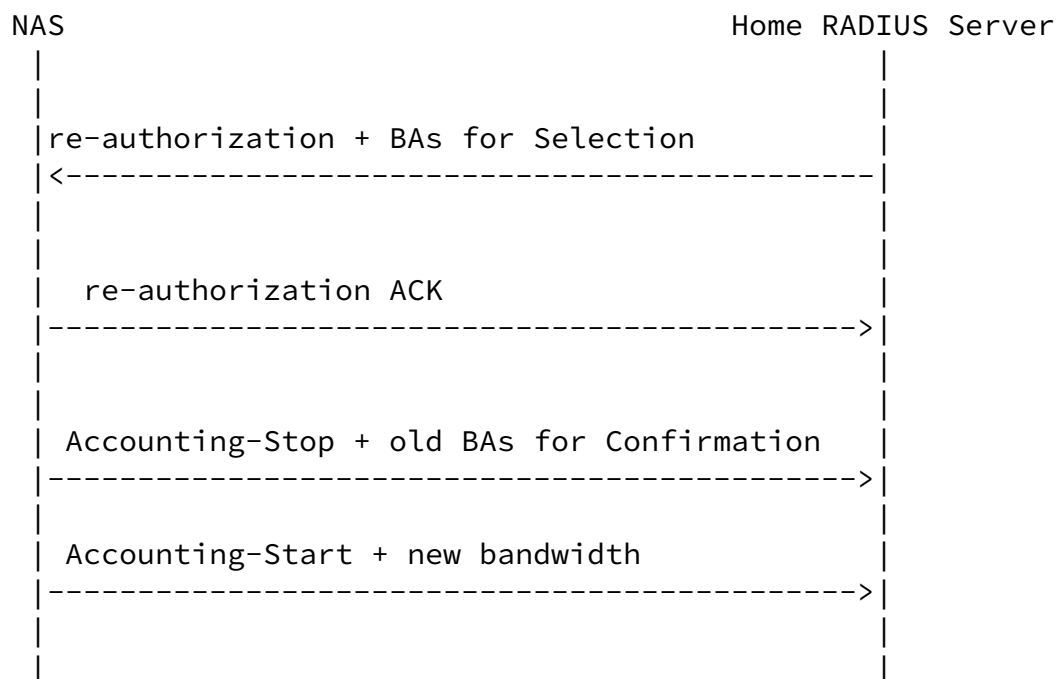 NAS Home RADIUS Server
re-authorization + BAs for Selection
re-authorization ACK
Accounting-Stop + old BAs for Confirmation
Accounting-Start + new bandwidth